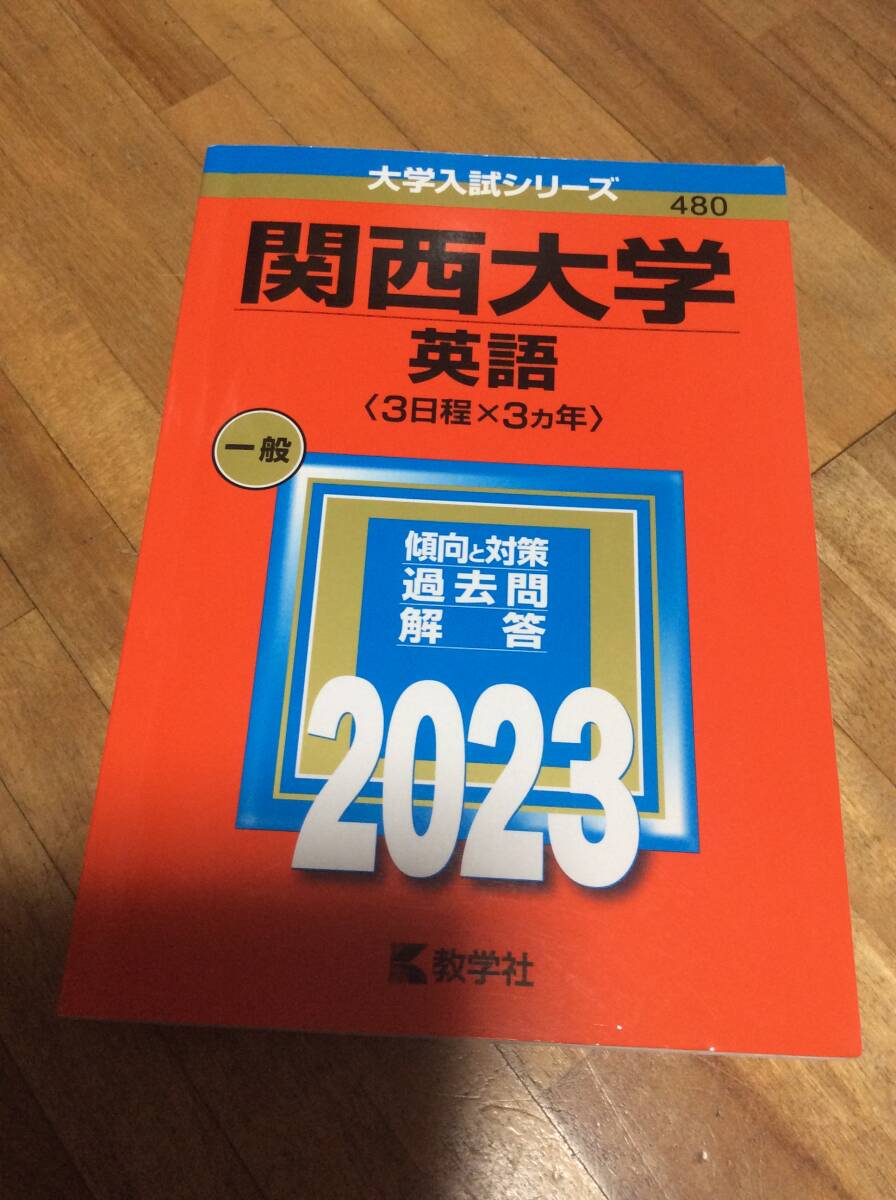 大学入試シリーズ
480
関西大学
英語
〈3日程×3ヵ年〉
一般
傾向と対策
過去問
解答
2023
教学社